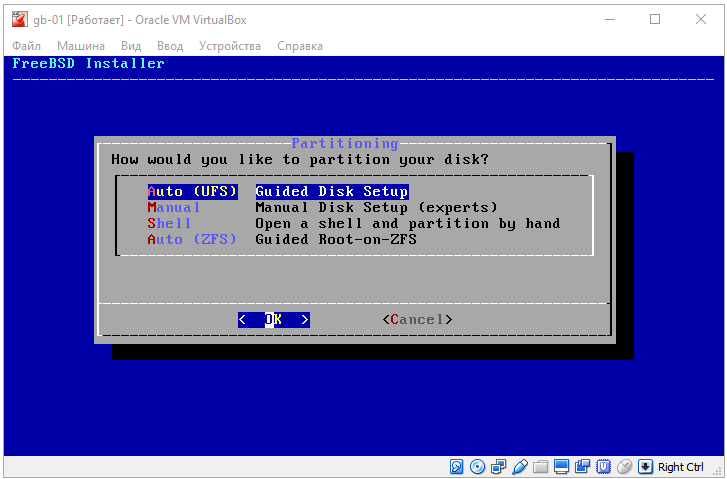 gb-01 [Работает] - Oracle VM VirtualBox
Файл Машина Вид Ввод Устройства Справка
FreeBSD Installer
Partitioning
How would you like to partition your disk?
Auto (UFS) Guided Disk Setup
Manual Manual Disk Setup (experts)
Shell Open a shell and partition by hand
Auto (ZFS) Guided Root-on-ZFS
< OK > <Cancel>
Right Ctrl